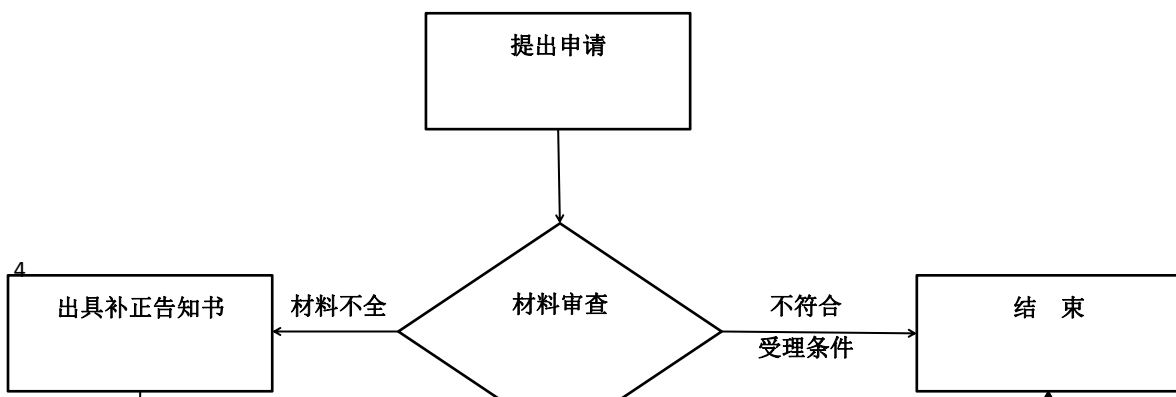 提出申请
4
出具补正告知书
材料不全
材料审查
不符合
受理条件
结 束